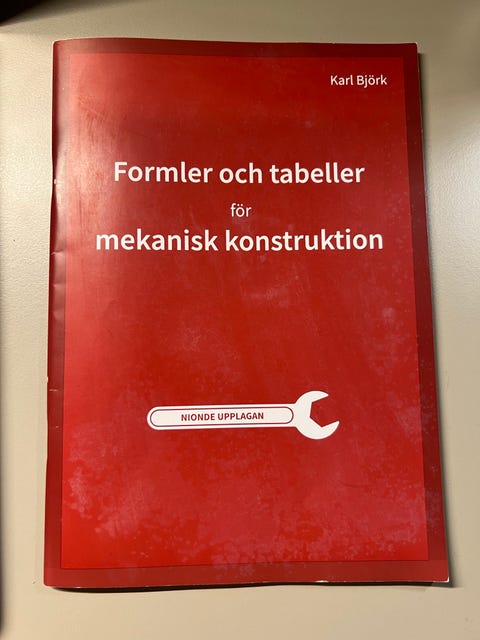 Karl Björk
Formler och tabeller
för
mekanisk konstruktion
NIONDE UPPLAGAN